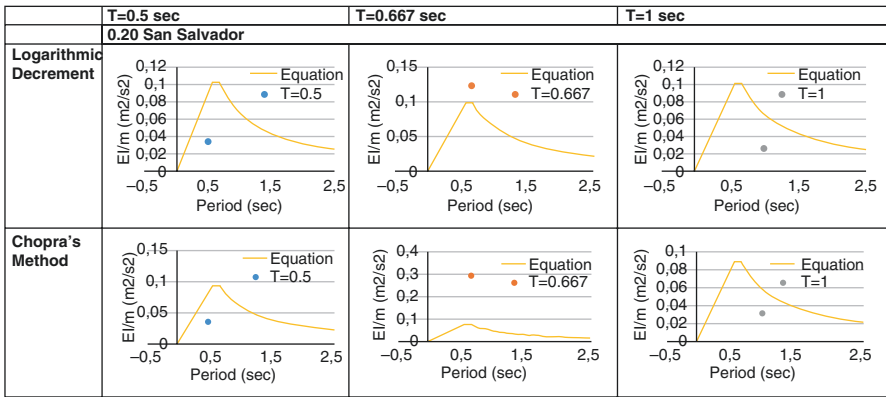 T=0.5 sec T=0.667 sec T=1 sec
0.20 San Salvador
Logarithmic
Decrement
EI/m (m2/s2)
0,12
0,1
0,08
0,06
0,04
0,02
0
–0,5 0,5 1,5 2,5
Period (sec)
Equation
T=0.5
EI/m (m2/s2)
0,15
0,1
0,05
0
–0,5 0,5 1,5 2,5
Period (sec)
Equation
T=0.667
EI/m (m2/s2)
0,12
0,1
0,08
0,06
0,04
0,02
0
–0,5 0,5 1,5 2,5
Period (sec)
Equation
T=1
Chopra's
Method
EI/m (m2/s2)
0,15
0,1
0,05
0
–0,5 0,5 1,5 2,5
Period (sec)
Equation
T=0.5
EI/m (m2/s2)
0,4
0,3
0,2
0,1
0
–0,5 0,5 1,5 2,5
Period (sec)
Equation
T=0.667
EI/m (m2/s2)
0,1
0,08
0,06
0,04
0,02
0
–0,5 0,5 1,5 2,5
Period (sec)
Equation
T=1